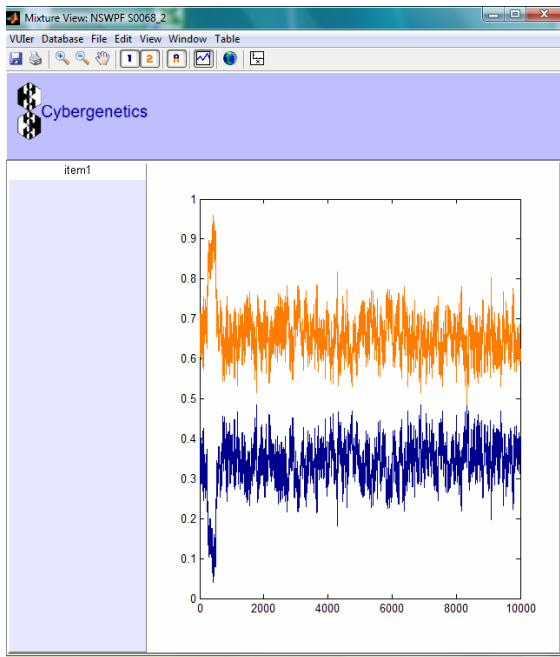 Mixture View: NSWPF S0068_2
VUIer Database File Edit View Window Table
1 2 A
Cybergenetics
item1
1
0.9
0.8
0.7
0.6
0.5
0.4
0.3
0.2
0.1
0
0 2000 4000 6000 8000 10000